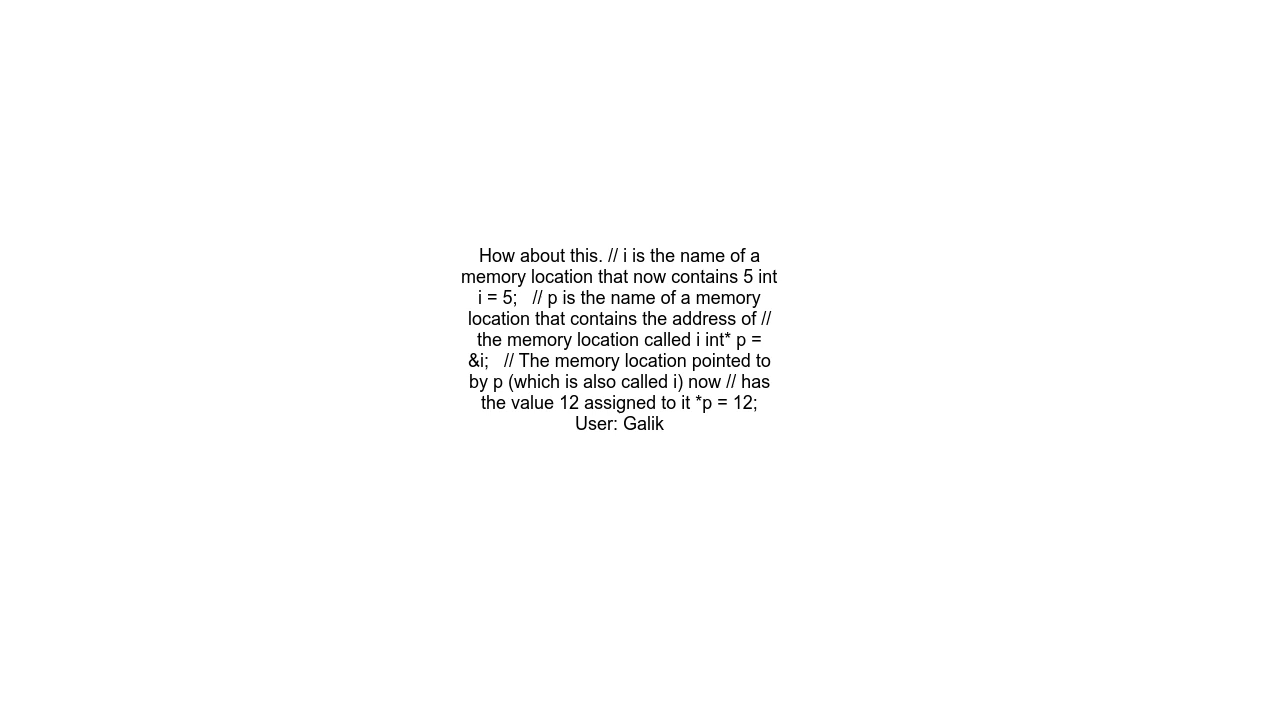 How about this. // i is the name of a
memory location that now contains 5 int
i = 5;   // p is the name of a memory
location that contains the address of //
the memory location called i int* p =
&i;   // The memory location pointed to
by p (which is also called i) now // has
the value 12 assigned to it *p = 12;
User: Galik